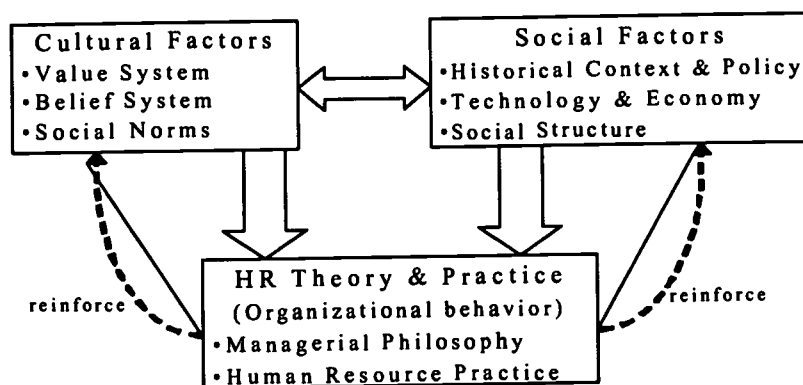 Cultural Factors
•Value System
•Belief System
•Social Norms
Social Factors
•Historical Context & Policy
•Technology & Economy
•Social Structure
reinforce
HR Theory & Practice
(Organizational behavior)
•Managerial Philosophy
•Human Resource Practice
reinforce